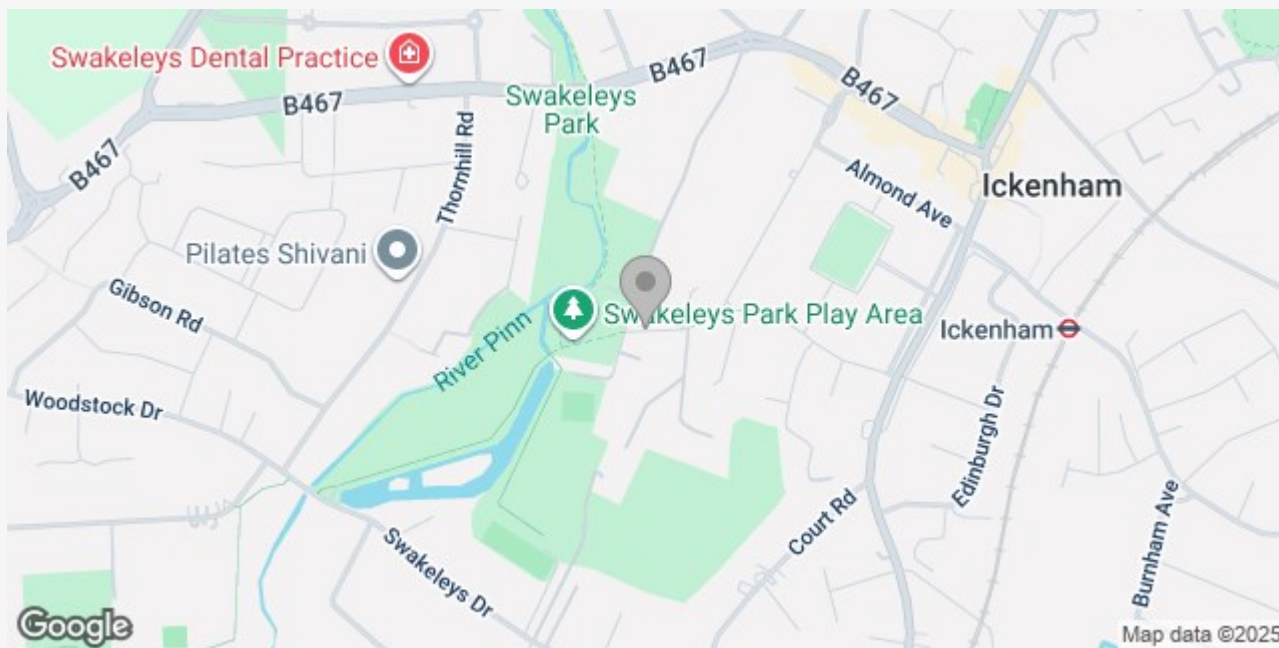 Swakeleys Dental Practice
B467
B467
B467
B467
Swakeleys
Park
Thornhill Rd
Almond Ave
Ickenham
Pilates Shivani
Gibson Rd
River Pinn
Swakeleys Park Play Area
Ickenham
Woodstock Dr
Edinburgh Dr
Court Rd
Burnham Ave
Swakeleys Dr
Google
Map data ©2025